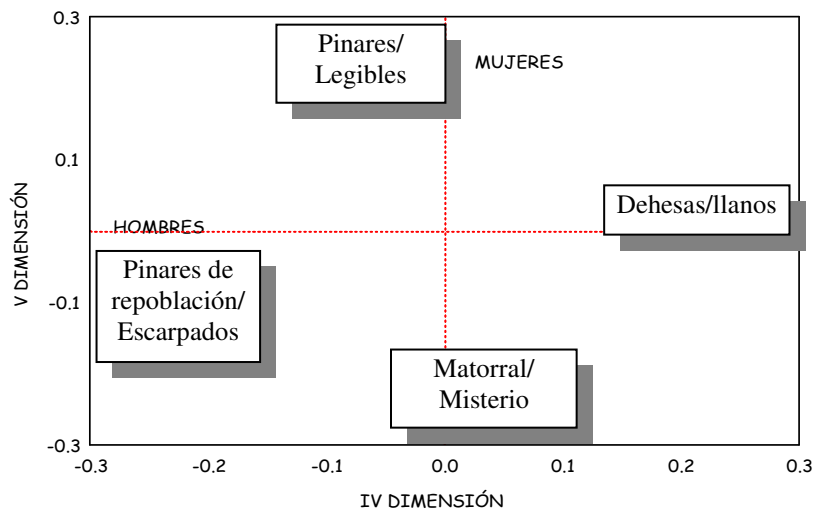 0.3
Pinares/
Legibles
MUJERES
0.1
Dehesas/llanos
HOMBRES
V DIMENSIÓN
Pinares de
repoblación/
Escarpados
-0.1
Matorral/
Misterio
-0.3
-0.3 -0.2 -0.1 0.0 0.1 0.2 0.3
IV DIMENSIÓN